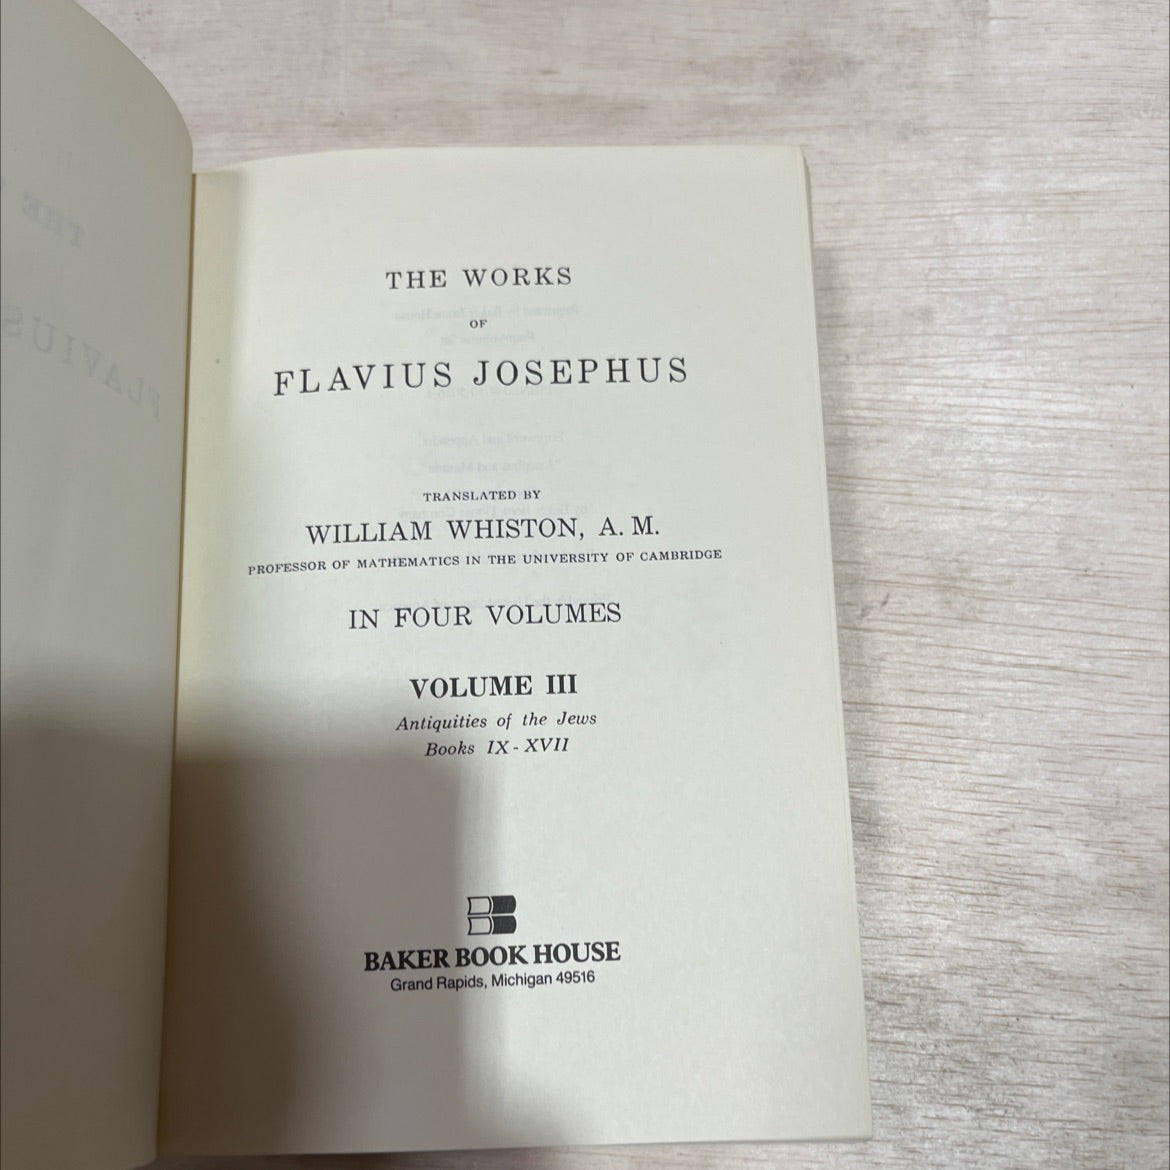 THE WORKS
OF
FLAVIUS JOSEPHUS
TRANSLATED BY
WILLIAM WHISTON, A. M.
PROFESSOR OF MATHEMATICS IN THE UNIVERSITY OF CAMBRIDGE
IN FOUR VOLUMES
VOLUME III
Antiquities of the Jews
Books IX - XVII
BAKER BOOK HOUSE
Grand Rapids, Michigan 49516